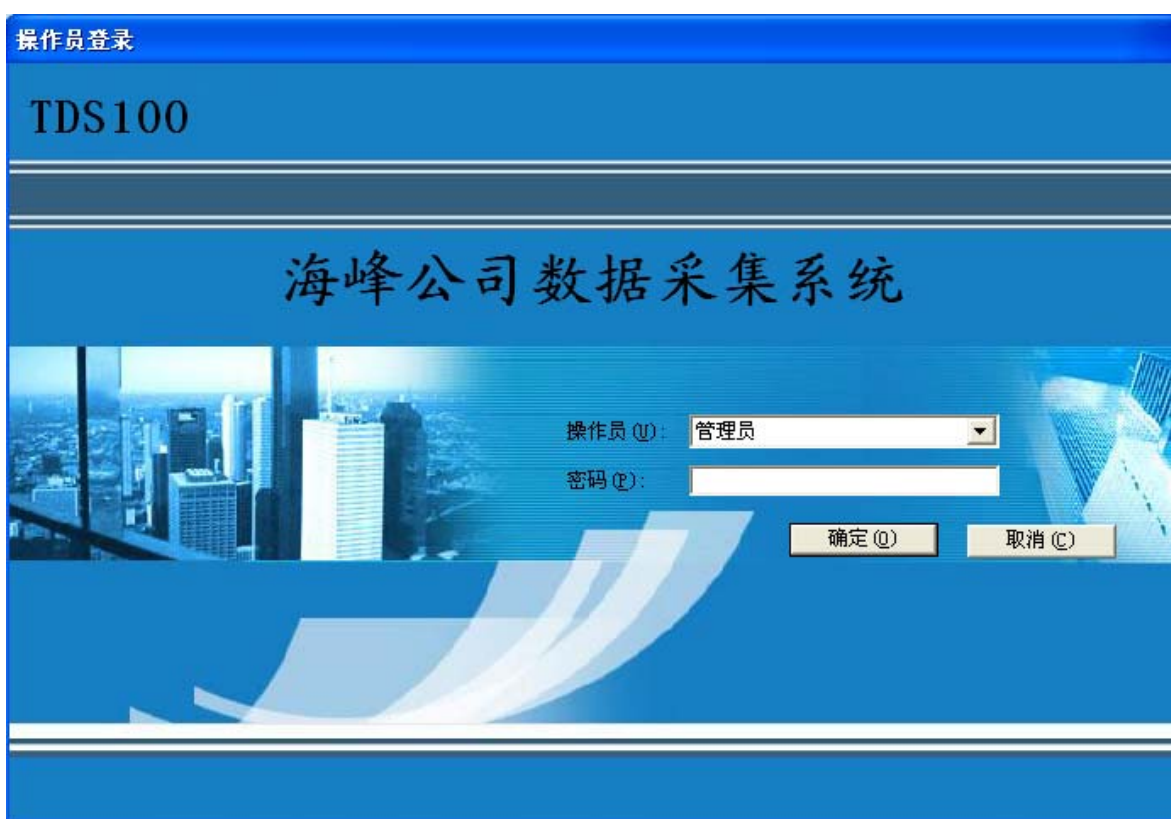 操作员登录
TDS100
海峰公司数据采集系统
操作员(U): 管理员
密码(P):
确定(O) 取消(C)